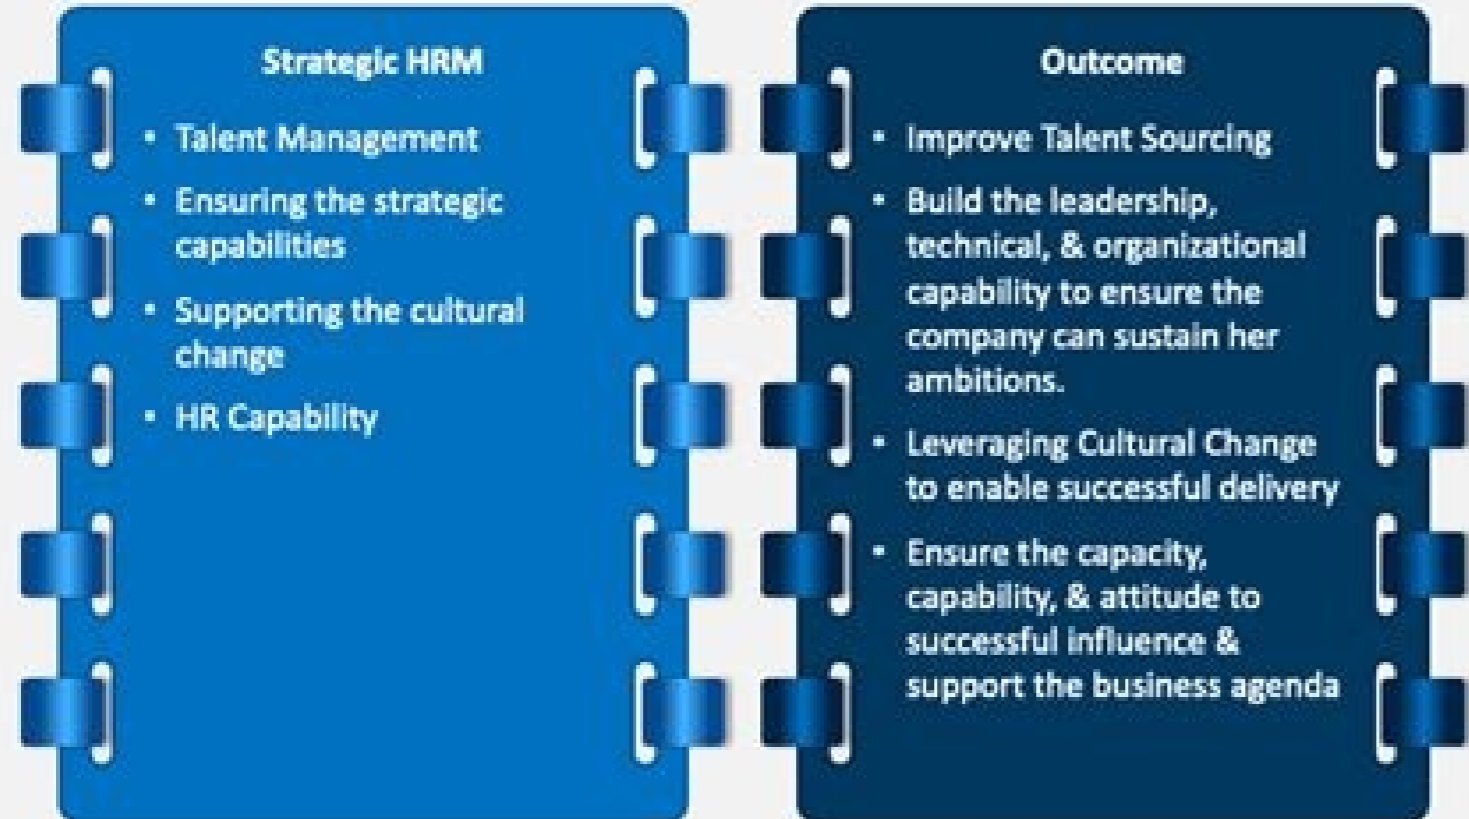 Strategic HRM
• Talent Management
• Ensuring the strategic
capabilities
• Supporting the cultural
change
• HR Capability
Outcome
• Improve Talent Sourcing
• Build the leadership,
technical, & organizational
capability to ensure the
company can sustain her
ambitions.
• Leveraging Cultural Change
to enable successful delivery
• Ensure the capacity,
capability, & attitude to
successful influence &
support the business agenda